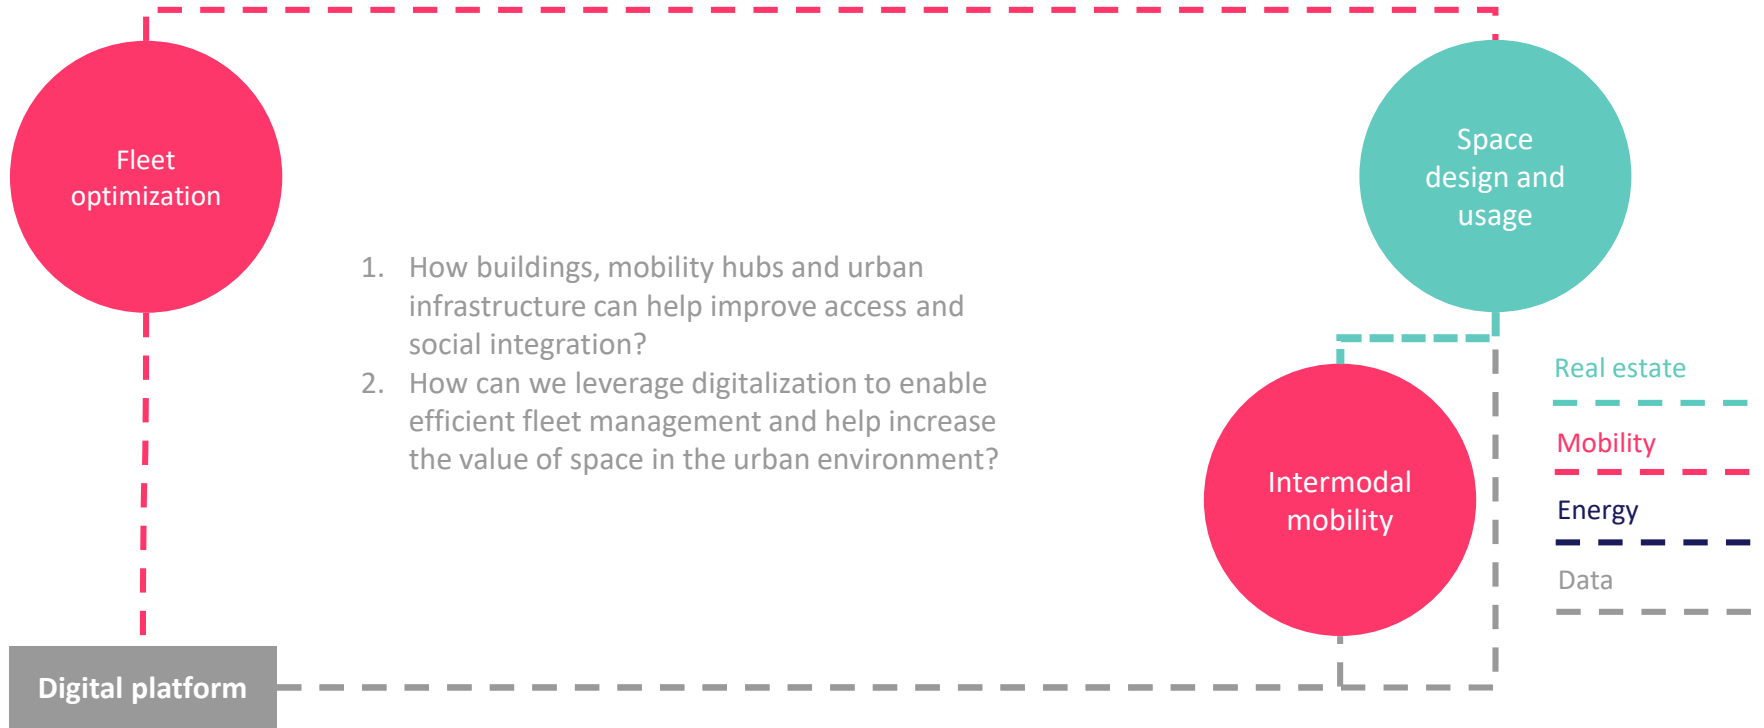 Fleet
optimization
Space
design and
usage
1. How buildings, mobility hubs and urban
infrastructure can help improve access and
social integration?
2. How can we leverage digitalization to enable
efficient fleet management and help increase
the value of space in the urban environment?
Intermodal
mobility
Real estate
Mobility
Energy
Data
Digital platform